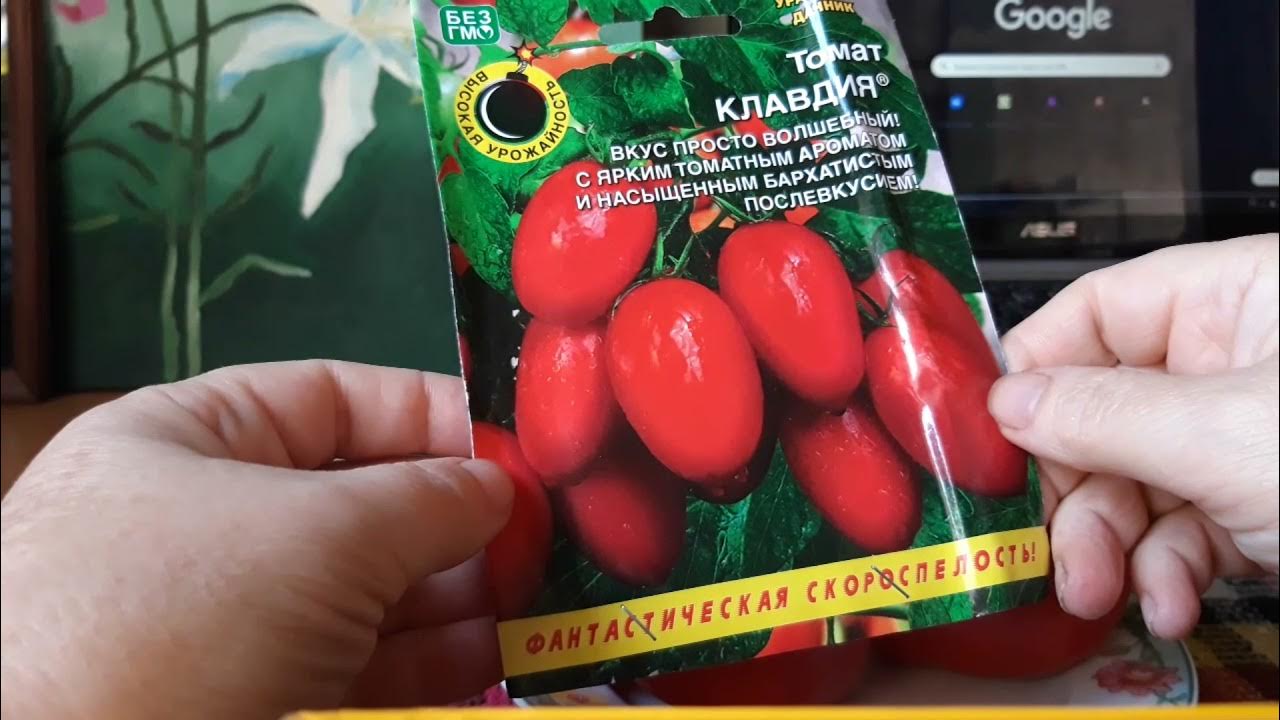 БЕЗ
ГМО
ДАЧНИК
ВЫСОКАЯ УРОЖАЙНОСТЬ
Томат
КЛАВДИЯ®
ВКУС ПРОСТО ВОЛШЕБНЫЙ!
С ЯРКИМ ТОМАТНЫМ АРОМАТОМ
И НАСЫЩЕННЫМ БАРХАТИСТЫМ
ПОСЛЕВКУСИЕМ!
ФАНТАСТИЧЕСКАЯ СКОРОСПЕЛОСТЬ!
Google
ASUS